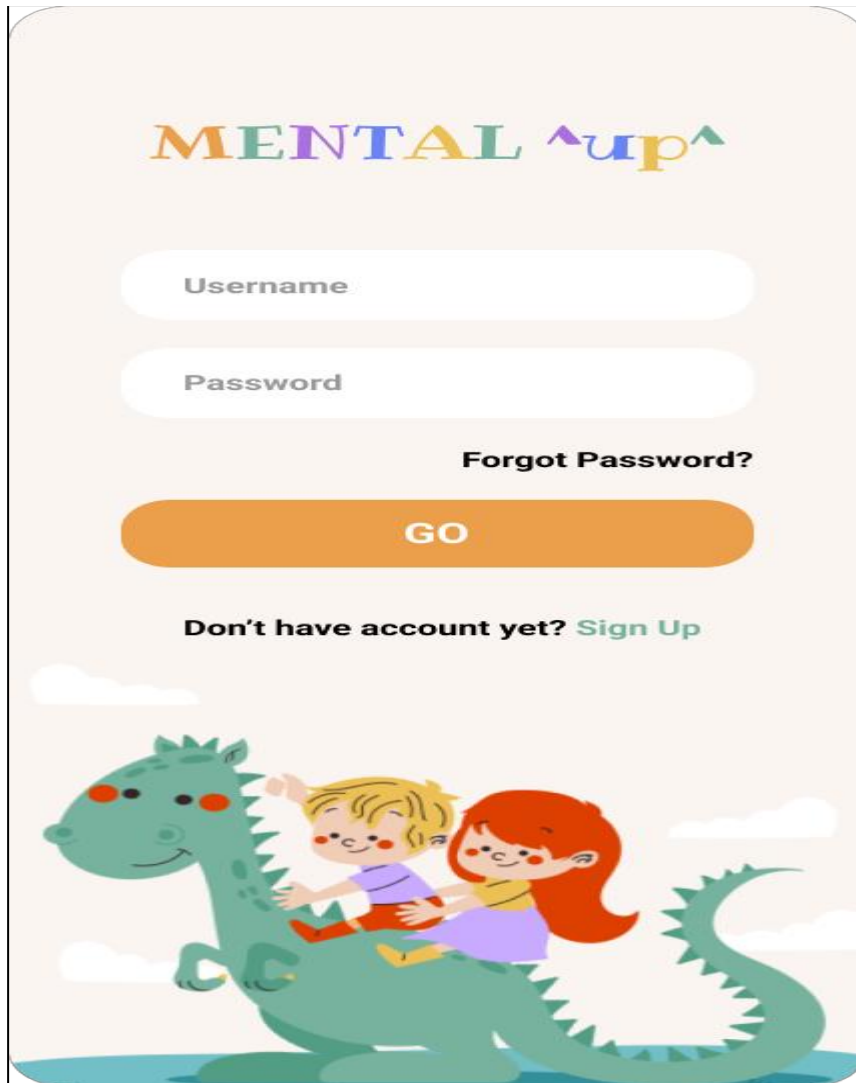 MENTAL ^up^
Username
Password
Forgot Password?
GO
Don't have account yet? Sign Up